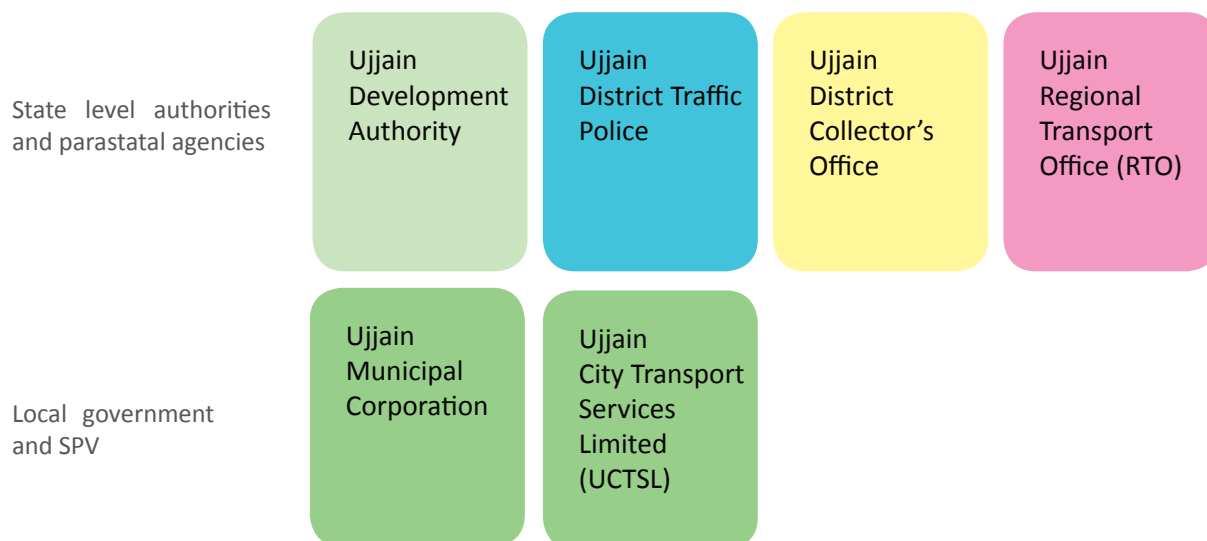 State level authorities
and parastatal agencies
Ujjain
Development
Authority
Ujjain
District Traffic
Police
Ujjain
District
Collector’s
Office
Ujjain
Regional
Transport
Office (RTO)
Local government
and SPV
Ujjain
Municipal
Corporation
Ujjain
City Transport
Services
Limited
(UCTSL)